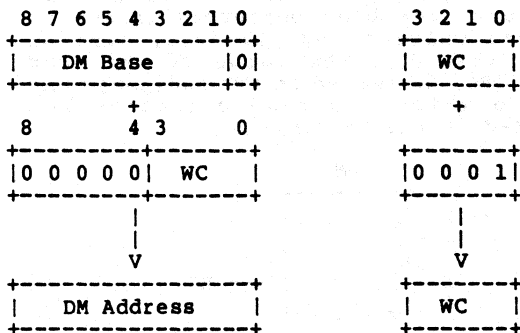 8 7 6 5 4 3 2 1 0          3 2 1 0
+---------------+-+        +-------+
|    DM Base    |0|        |  WC   |
+---------------+-+        +-------+
         +                     +
8       4 3       0
+---------+-------+        +-------+
|0 0 0 0 0|  WC   |        |0 0 0 1|
+---------+-------+        +-------+
         |                     |
         |                     |
         V                     V
+-----------------+        +-------+
|   DM Address    |        |  WC   |
+-----------------+        +-------+